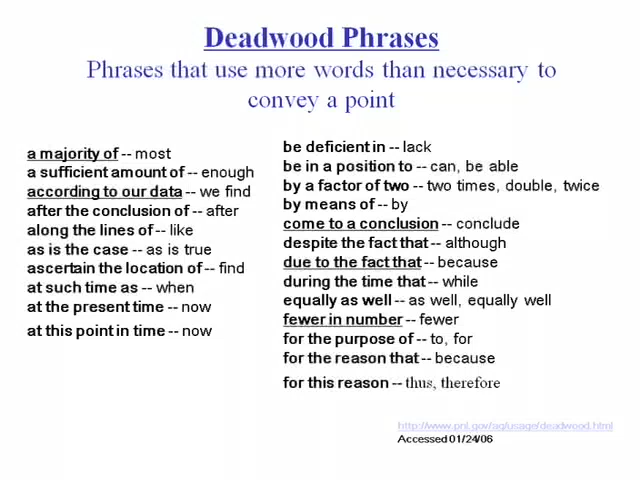 Deadwood Phrases
Phrases that use more words than necessary to
convey a point
a majority of -- most
a sufficient amount of -- enough
according to our data -- we find
after the conclusion of -- after
along the lines of -- like
as is the case -- as is true
ascertain the location of -- find
at such time as -- when
at the present time -- now
at this point in time -- now
be deficient in -- lack
be in a position to -- can, be able
by a factor of two -- two times, double, twice
by means of -- by
come to a conclusion -- conclude
despite the fact that -- although
due to the fact that -- because
during the time that -- while
equally as well -- as well, equally well
fewer in number -- fewer
for the purpose of -- to, for
for the reason that -- because
for this reason -- thus, therefore
http://www.pnl.gov/ag/usage/deadwood.html
Accessed 01/24/06